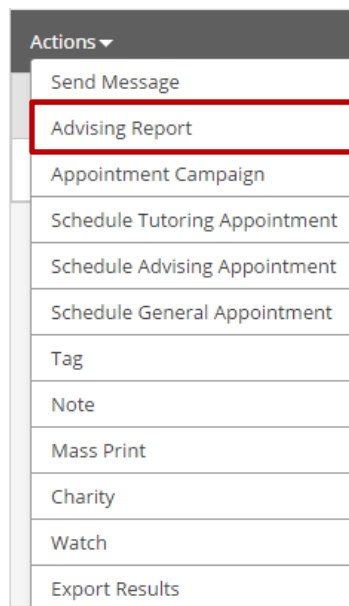 Actions
Send Message
Advising Report
Appointment Campaign
Schedule Tutoring Appointment
Schedule Advising Appointment
Schedule General Appointment
Tag
Note
Mass Print
Charity
Watch
Export Results